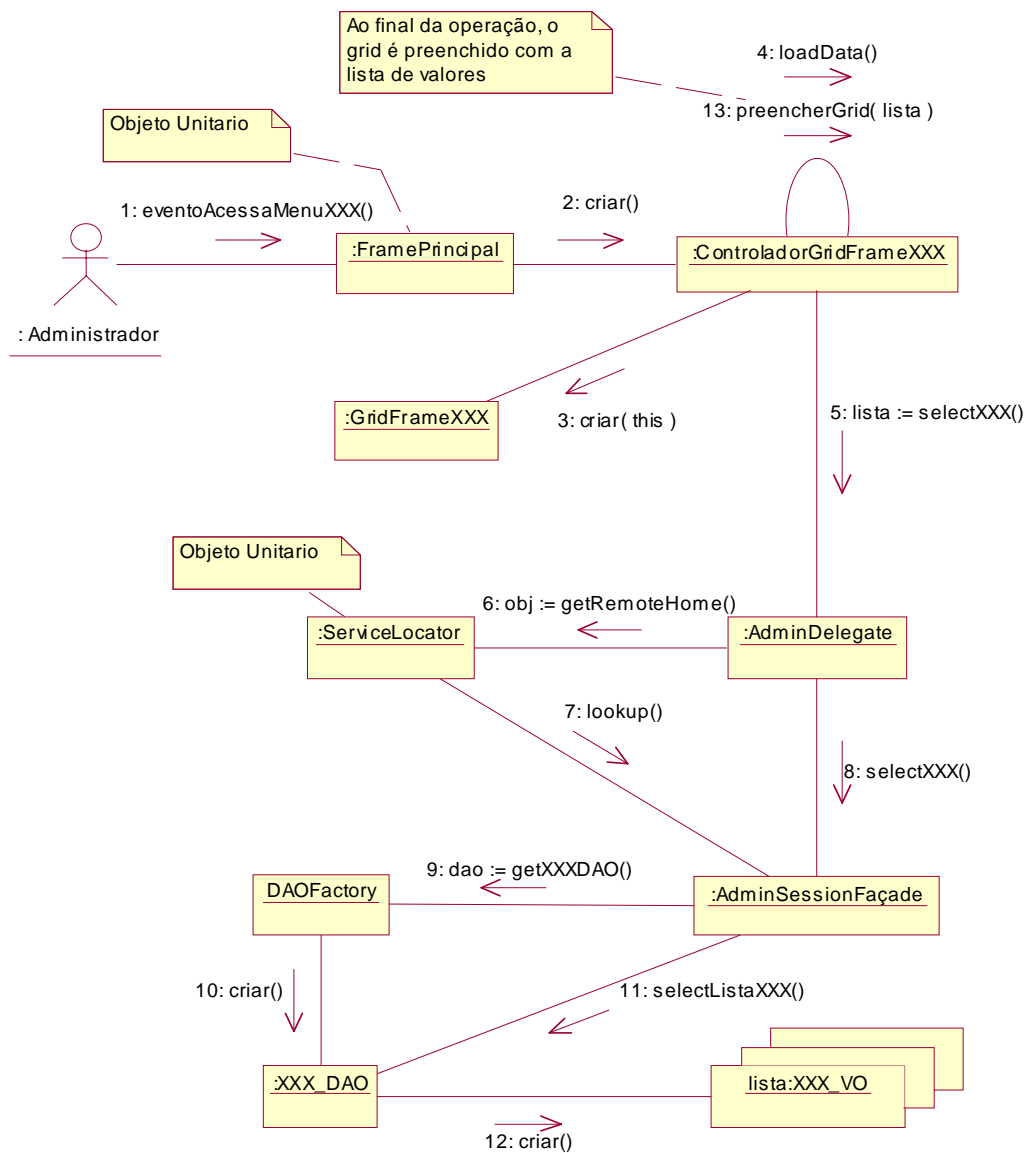 Ao final da operação, o
grid é preenchido com a
lista de valores
4: loadData()
13: preencherGrid( lista )
Objeto Unitario
1: eventoAcessaMenuXXX()
2: criar()
:FramePrincipal
:ControladorGridFrameXXX
: Administrador
:GridFrameXXX
3: criar( this )
5: lista := selectXXX()
Objeto Unitario
6: obj := getRemoteHome()
:ServiceLocator
:AdminDelegate
7: lookup()
8: selectXXX()
9: dao := getXXXDAO()
DAOFactory
:AdminSessionFaçade
10: criar()
11: selectListaXXX()
:XXX_DAO
lista:XXX_VO
12: criar()